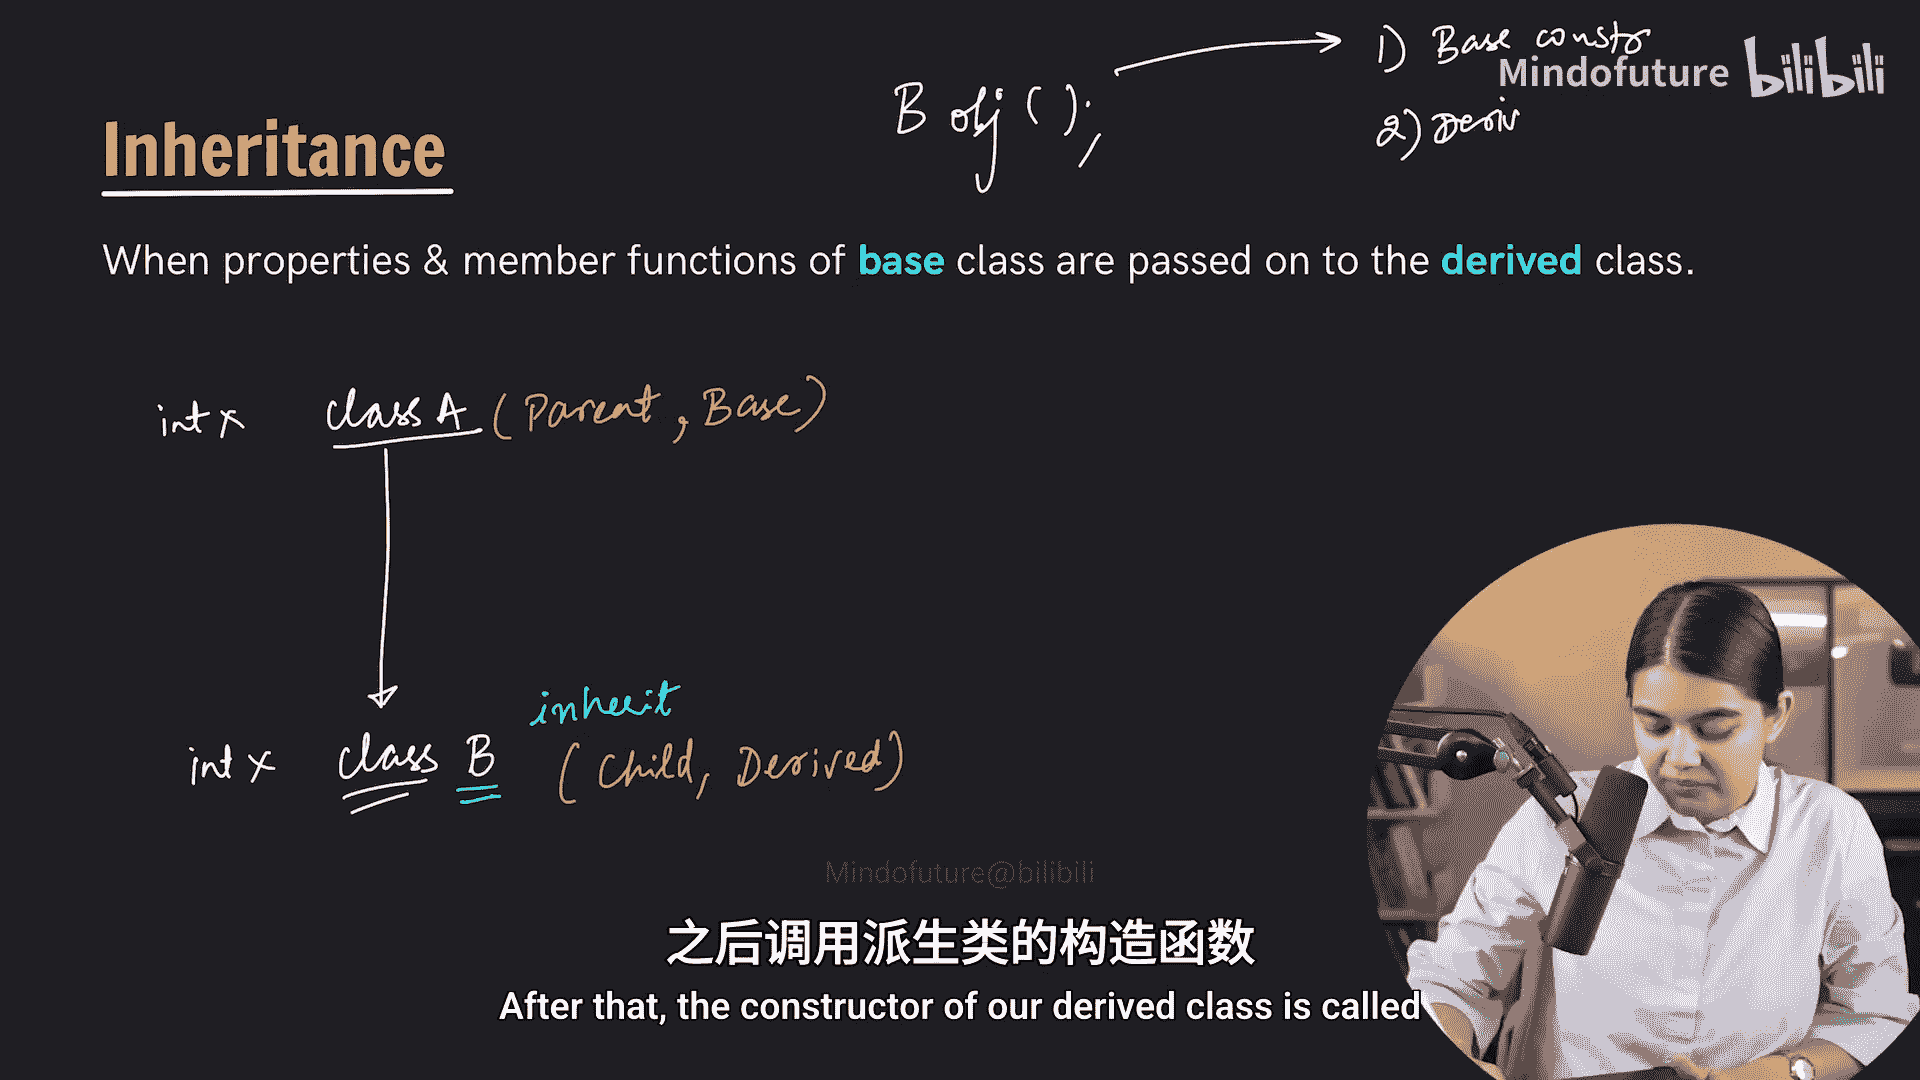 1) Base constr
Mindofuture bilibili
B obj();
2) Deriv
Inheritance
When properties & member functions of base class are passed on to the derived class.
int x class A (Parent, Base)
inherit
int x class B (Child, Derived)
Mindofuture@bilibili
之后调用派生类的构造函数
After that, the constructor of our derived class is called